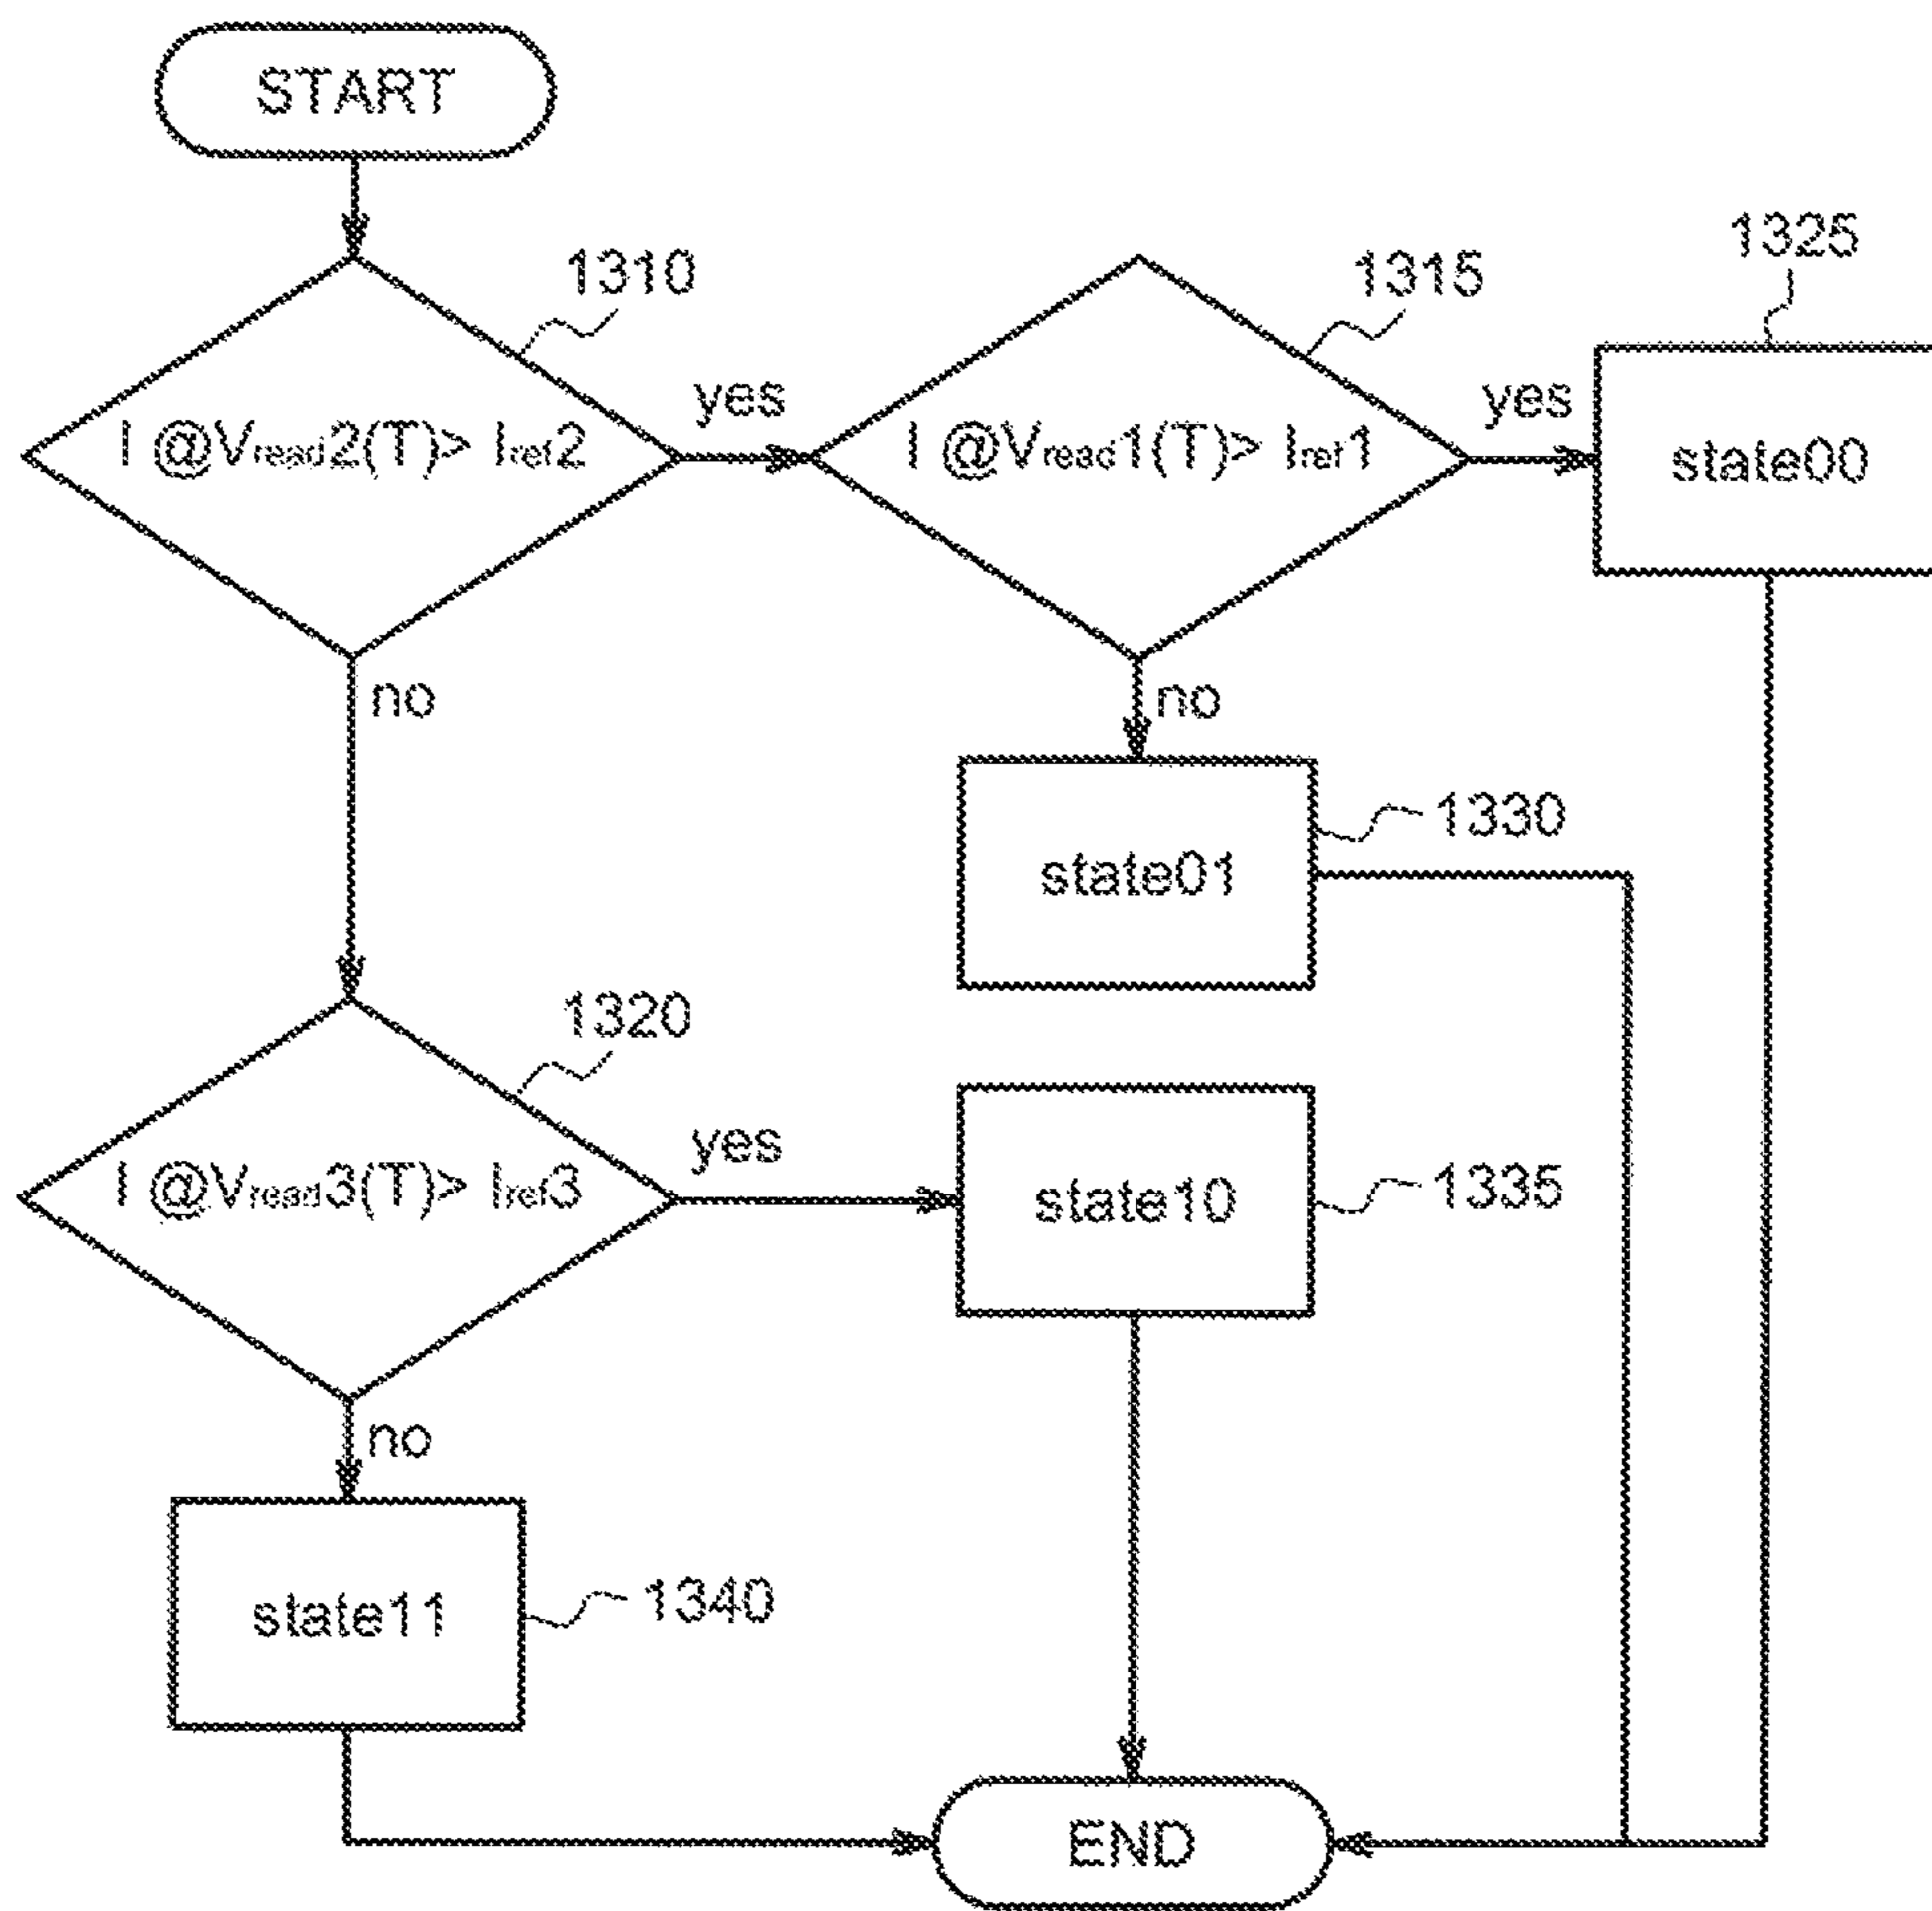 START
1310
1315
1325
I @Vread2(T)> Iref2
yes
I @Vread1(T)> Iref1
yes
state00
no
no
1330
state01
1320
I @Vread3(T)> Iref3
yes
state10
1335
no
state11
1340
END